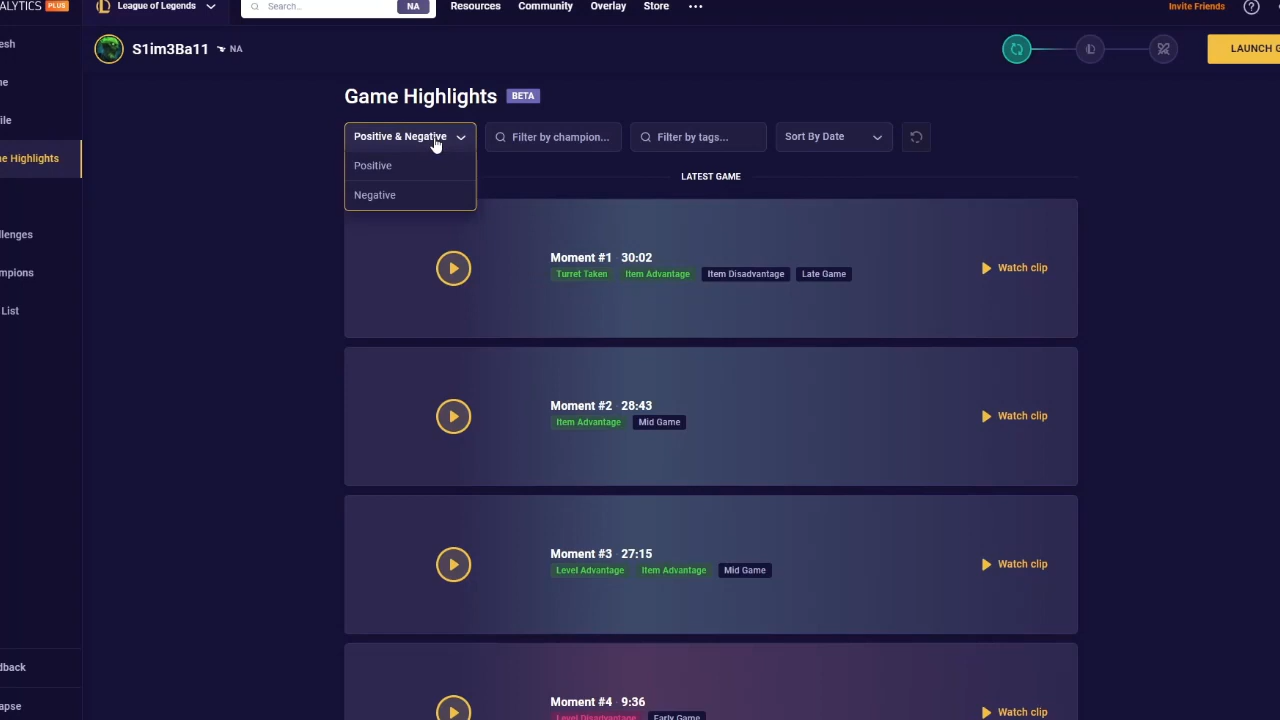 ALYTICS PLUS
League of Legends
Search...
NA
Resources
Community
Overlay
Store
Invite Friends
esh
S1im3Ba11
NA
LAUNCH G
ne
Game Highlights BETA
file
Positive & Negative
Filter by champion...
Filter by tags...
Sort By Date
Positive
Negative
LATEST GAME
e Highlights
llenges
mpions
List
Moment #1 30:02
Turret Taken Item Advantage Item Disadvantage Late Game
Watch clip
Moment #2 28:43
Item Advantage Mid Game
Watch clip
Moment #3 27:15
Level Advantage Item Advantage Mid Game
Watch clip
Moment #4 9:36
Level Disadvantage Early Game
Watch clip
dback
apse